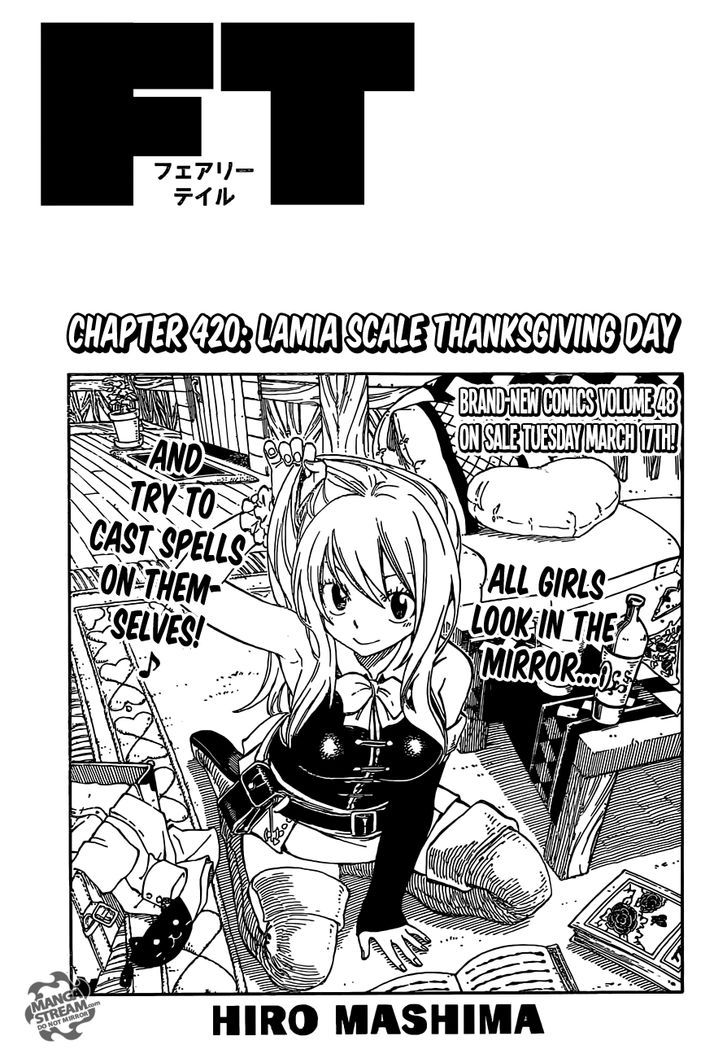 FT
フェアリー
テイル
CHAPTER 420: LAMIA SCALE THANKSGIVING DAY
BRAND-NEW COMICS VOLUME 48
ON SALE TUESDAY MARCH 17TH!
ALL GIRLS
LOOK IN THE
MIRROR...
AND
TRY TO
CAST SPELLS
ON THEM-
SELVES!
♪
MANGA
STREAM.com
DO NOT MIRROR
HIRO MASHIMA